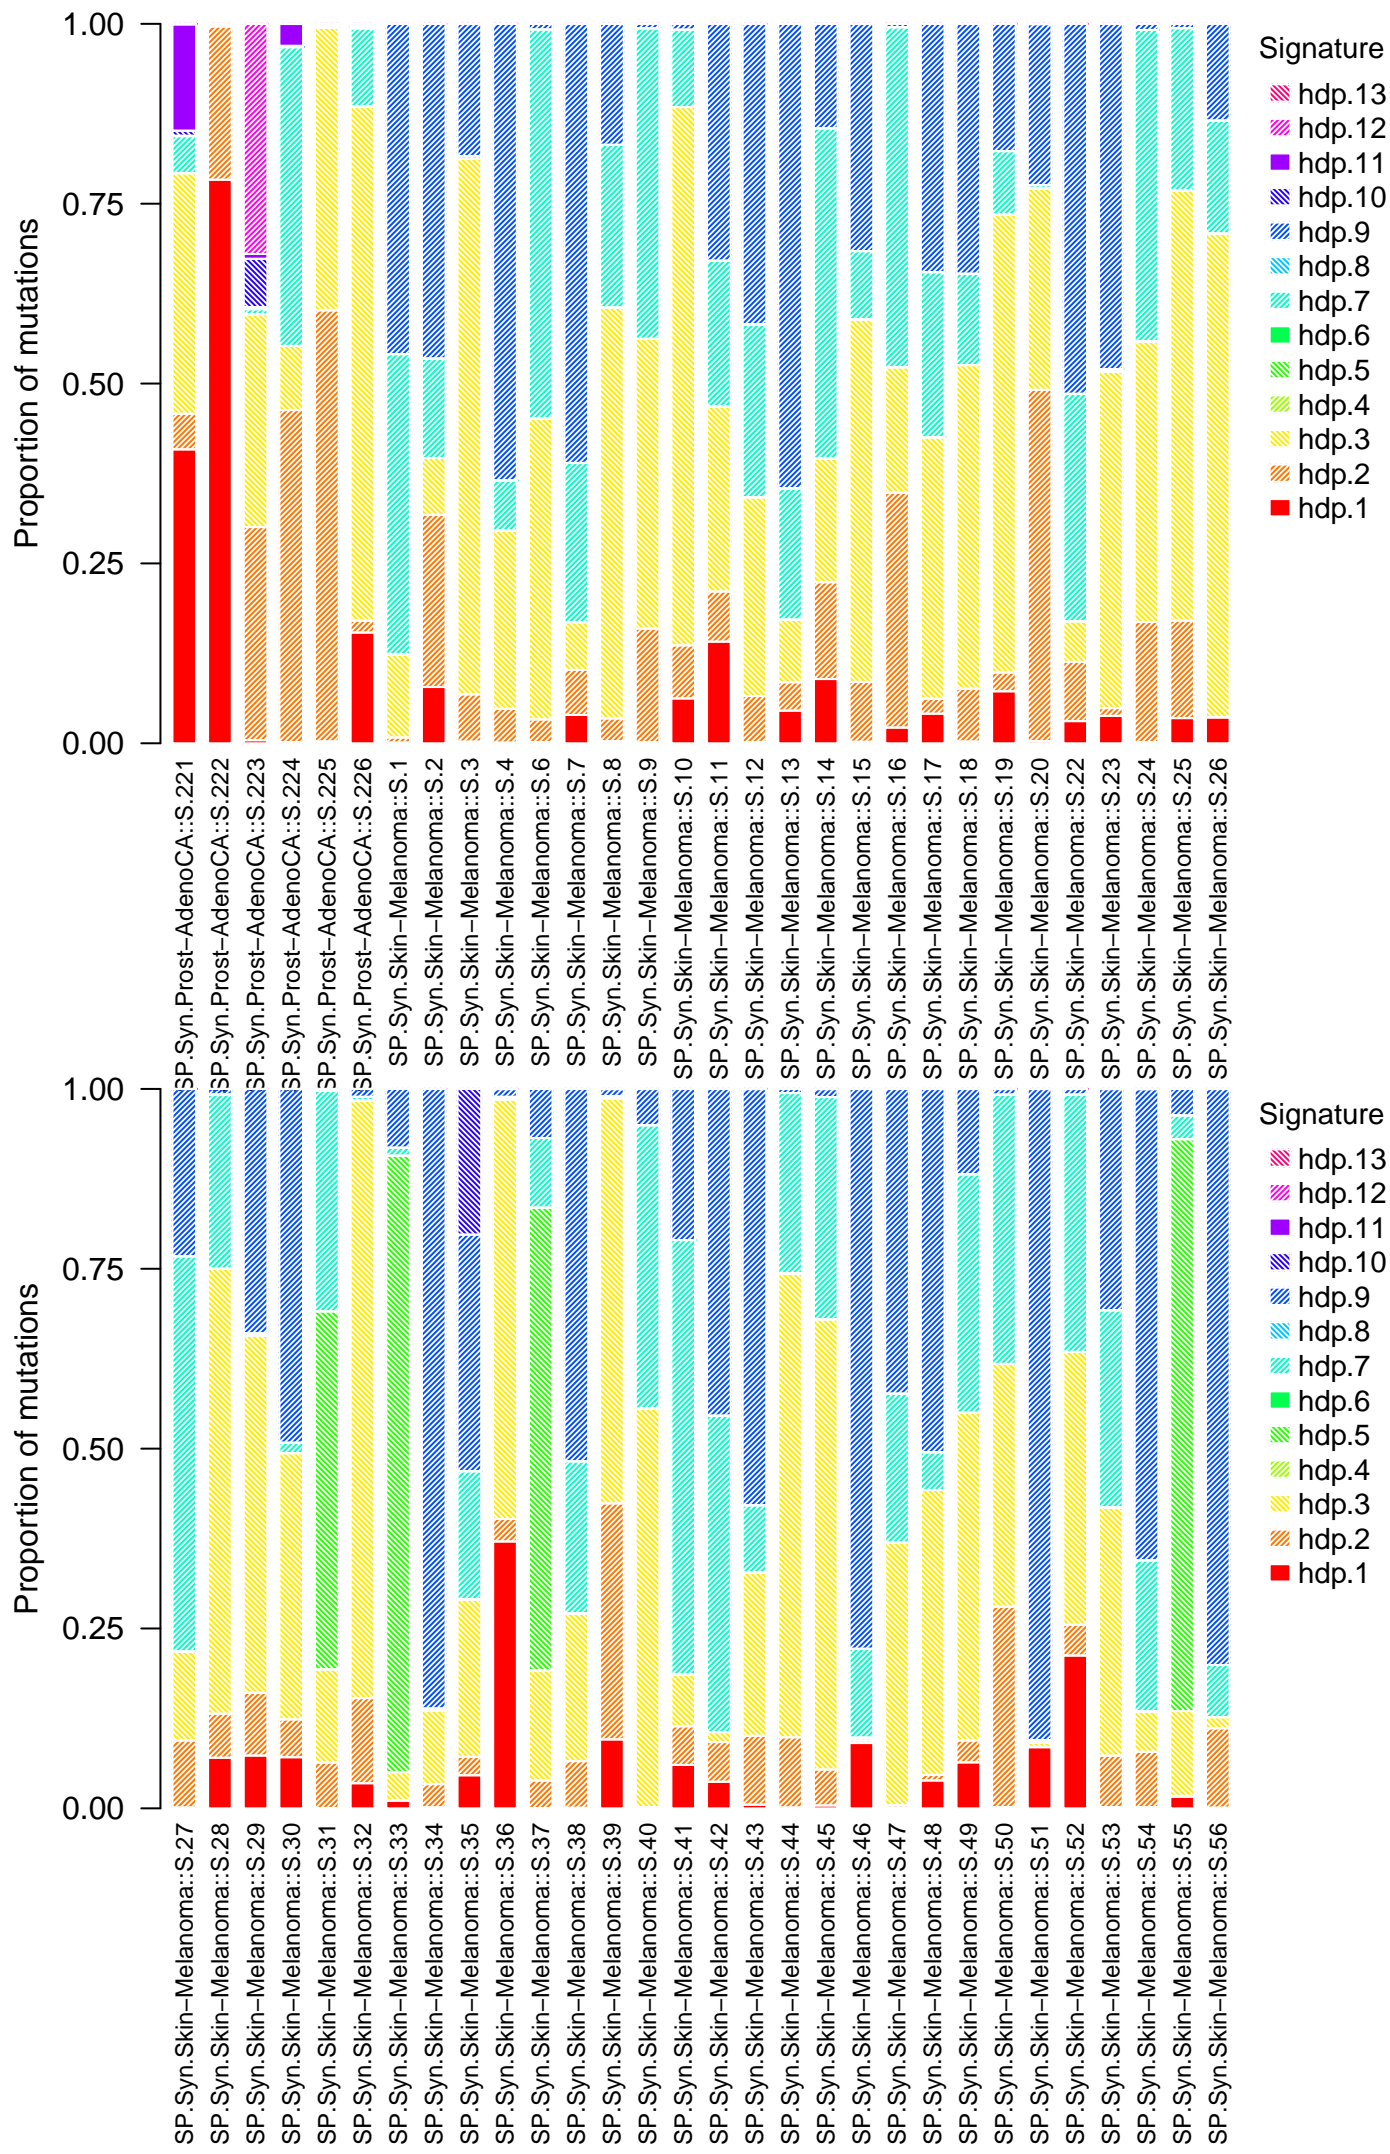 Proportion of mutations
1.00
0.75
0.50
0.25
0.00
SP.Syn.Prost−AdenoCA::S.221
SP.Syn.Prost−AdenoCA::S.222
SP.Syn.Prost−AdenoCA::S.223
SP.Syn.Prost−AdenoCA::S.224
SP.Syn.Prost−AdenoCA::S.225
SP.Syn.Prost−AdenoCA::S.226
SP.Syn.Skin−Melanoma::S.1
SP.Syn.Skin−Melanoma::S.2
SP.Syn.Skin−Melanoma::S.3
SP.Syn.Skin−Melanoma::S.4
SP.Syn.Skin−Melanoma::S.6
SP.Syn.Skin−Melanoma::S.7
SP.Syn.Skin−Melanoma::S.8
SP.Syn.Skin−Melanoma::S.9
SP.Syn.Skin−Melanoma::S.10
SP.Syn.Skin−Melanoma::S.11
SP.Syn.Skin−Melanoma::S.12
SP.Syn.Skin−Melanoma::S.13
SP.Syn.Skin−Melanoma::S.14
SP.Syn.Skin−Melanoma::S.15
SP.Syn.Skin−Melanoma::S.16
SP.Syn.Skin−Melanoma::S.17
SP.Syn.Skin−Melanoma::S.18
SP.Syn.Skin−Melanoma::S.19
SP.Syn.Skin−Melanoma::S.20
SP.Syn.Skin−Melanoma::S.22
SP.Syn.Skin−Melanoma::S.23
SP.Syn.Skin−Melanoma::S.24
SP.Syn.Skin−Melanoma::S.25
SP.Syn.Skin−Melanoma::S.26
Signature
hdp.13
hdp.12
hdp.11
hdp.10
hdp.9
hdp.8
hdp.7
hdp.6
hdp.5
hdp.4
hdp.3
hdp.2
hdp.1
Proportion of mutations
1.00
0.75
0.50
0.25
0.00
SP.Syn.Skin−Melanoma::S.27
SP.Syn.Skin−Melanoma::S.28
SP.Syn.Skin−Melanoma::S.29
SP.Syn.Skin−Melanoma::S.30
SP.Syn.Skin−Melanoma::S.31
SP.Syn.Skin−Melanoma::S.32
SP.Syn.Skin−Melanoma::S.33
SP.Syn.Skin−Melanoma::S.34
SP.Syn.Skin−Melanoma::S.35
SP.Syn.Skin−Melanoma::S.36
SP.Syn.Skin−Melanoma::S.37
SP.Syn.Skin−Melanoma::S.38
SP.Syn.Skin−Melanoma::S.39
SP.Syn.Skin−Melanoma::S.40
SP.Syn.Skin−Melanoma::S.41
SP.Syn.Skin−Melanoma::S.42
SP.Syn.Skin−Melanoma::S.43
SP.Syn.Skin−Melanoma::S.44
SP.Syn.Skin−Melanoma::S.45
SP.Syn.Skin−Melanoma::S.46
SP.Syn.Skin−Melanoma::S.47
SP.Syn.Skin−Melanoma::S.48
SP.Syn.Skin−Melanoma::S.49
SP.Syn.Skin−Melanoma::S.50
SP.Syn.Skin−Melanoma::S.51
SP.Syn.Skin−Melanoma::S.52
SP.Syn.Skin−Melanoma::S.53
SP.Syn.Skin−Melanoma::S.54
SP.Syn.Skin−Melanoma::S.55
SP.Syn.Skin−Melanoma::S.56
Signature
hdp.13
hdp.12
hdp.11
hdp.10
hdp.9
hdp.8
hdp.7
hdp.6
hdp.5
hdp.4
hdp.3
hdp.2
hdp.1